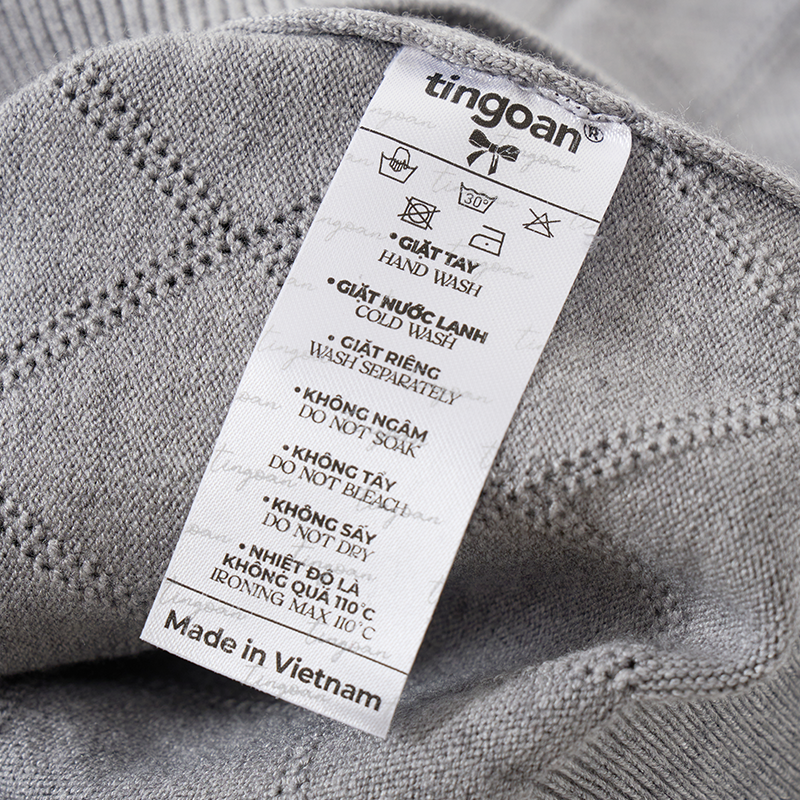 tingoan®
30°
• GIẶT TAY
HAND WASH
• GIẶT NƯỚC LẠNH
COLD WASH
• GIẶT RIÊNG
WASH SEPARATELY
• KHÔNG NGÂM
DO NOT SOAK
• KHÔNG TẨY
DO NOT BLEACH
• KHÔNG SẤY
DO NOT DRY
• NHIỆT ĐỘ LÀ
KHÔNG QUÁ 110°C
IRONING MAX 110°C
Made in Vietnam